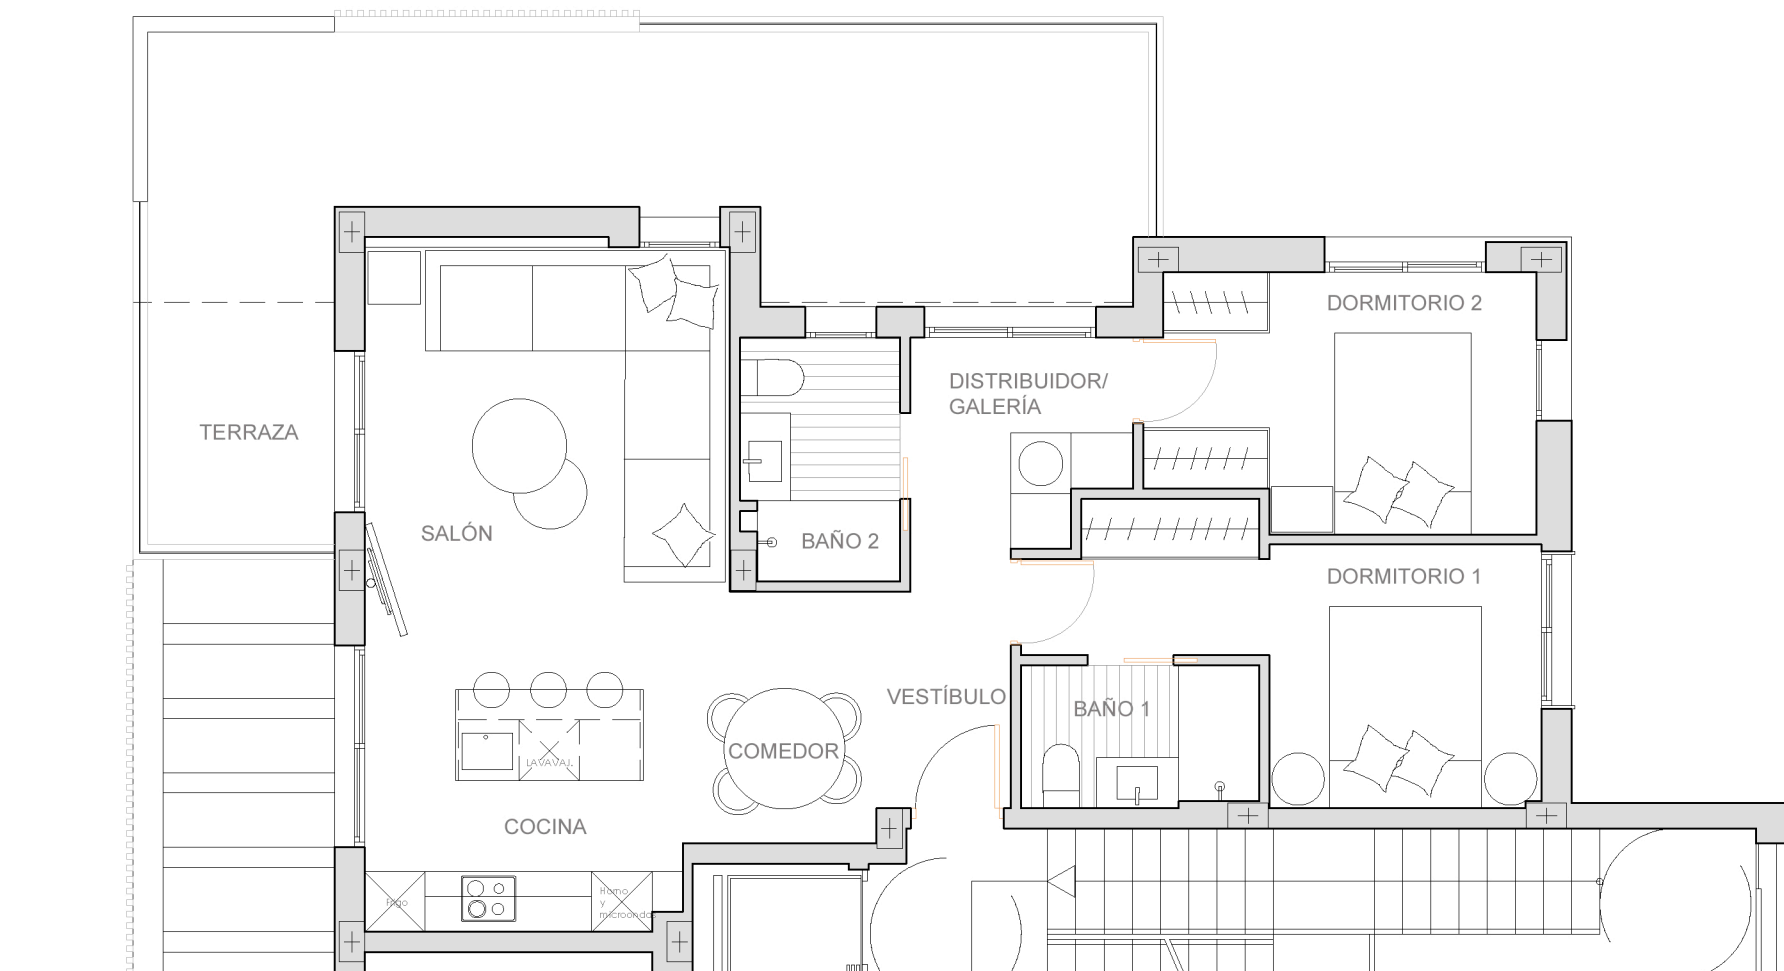 DORMITORIO 2
DISTRIBUIDOR/
GALERÍA
TERRAZA
SALÓN
BAÑO 2
DORMITORIO 1
VESTÍBULO
BAÑO 1
COMEDOR
LAVAVAJ.
COCINA
Frigo
Horno
y
microondas